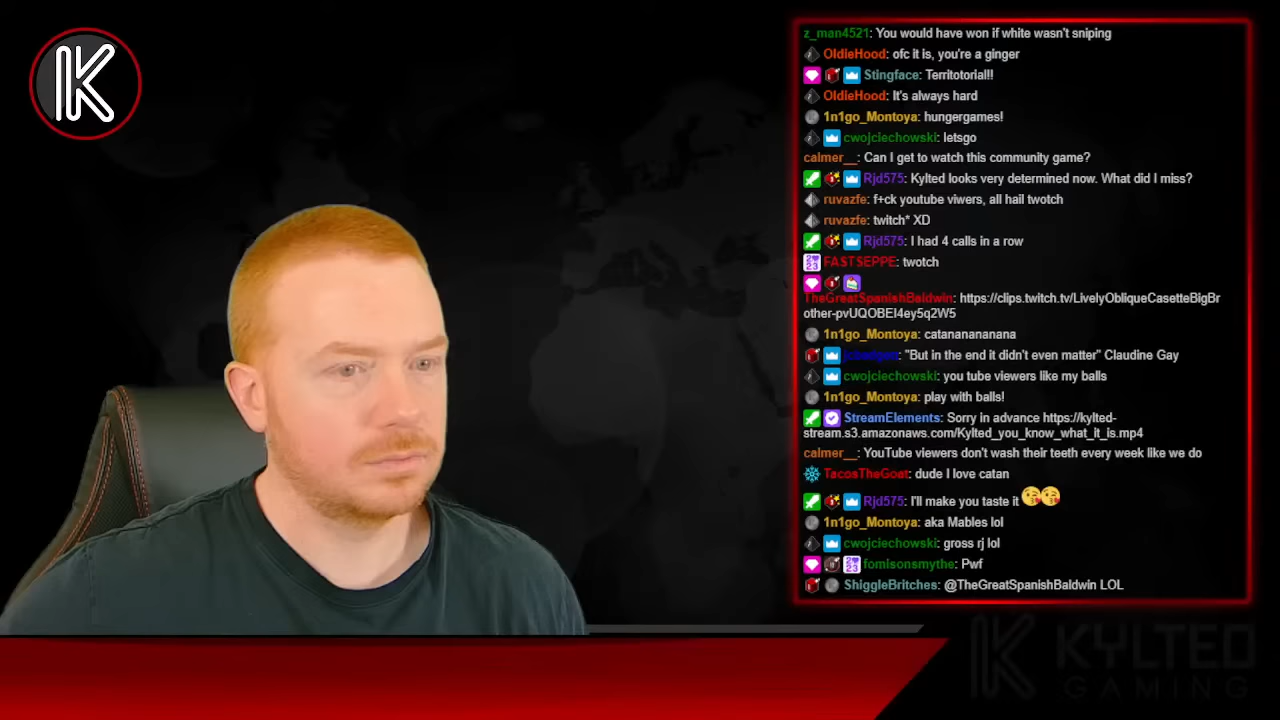 K
z_man4521: You would have won if white wasn't sniping
OldieHood: ofc it is, you're a ginger
Stingface: Territotorial!!
OldieHood: It's always hard
1n1go_Montoya: hungergames!
cwojciechowski: letsgo
calmer__: Can I get to watch this community game?
Rjd575: Kylted looks very determined now. What did I miss?
ruvazfe: f+ck youtube viwers, all hail twotch
ruvazfe: twitch* XD
Rjd575: I had 4 calls in a row
FASTSEPPE: twotch
TheGreatSpanishBaldwin: https://clips.twitch.tv/LivelyObliqueCasetteBigBr
other-pvUQOBEI4ey5q2W5
1n1go_Montoya: catanananana
: "But in the end it didn't even matter" Claudine Gay
cwojciechowski: you tube viewers like my balls
1n1go_Montoya: play with balls!
StreamElements: Sorry in advance https://kylted-
stream.s3.amazonaws.com/Kylted_you_know_what_it_is.mp4
calmer__: YouTube viewers don't wash their teeth every week like we do
TacosTheGoat: dude I love catan
Rjd575: I'll make you taste it
1n1go_Montoya: aka Mables lol
cwojciechowski: gross rj lol
fomisonsmythe: Pwf
ShiggleBritches: @TheGreatSpanishBaldwin LOL
K KYLTED
GAMING